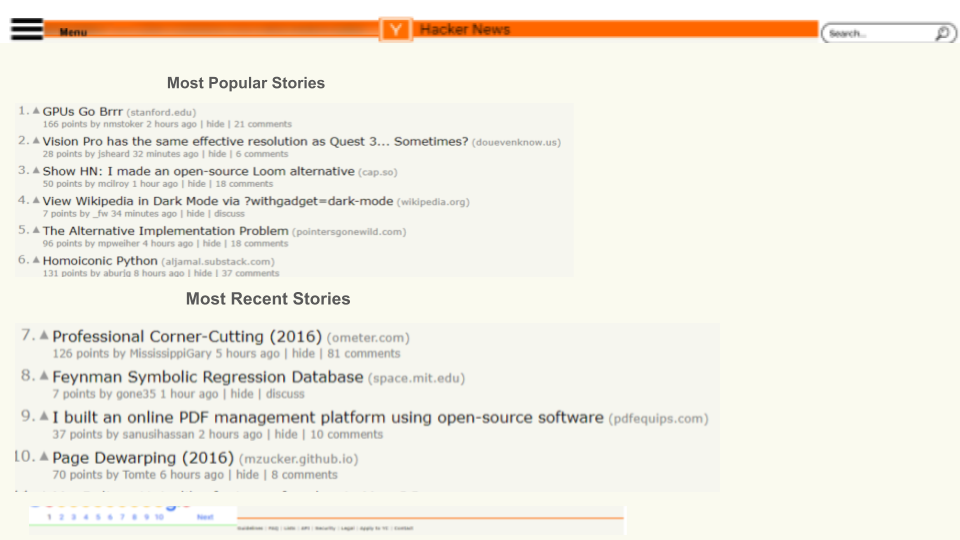 Menu
Hacker News
Search...
Most Popular Stories
1. GPUs Go Brrr (stanford.edu)
166 points by nmstoker 2 hours ago | hide | 21 comments
2. Vision Pro has the same effective resolution as Quest 3... Sometimes? (douevenknow.us)
28 points by jsheard 32 minutes ago | hide | 6 comments
3. Show HN: I made an open-source Loom alternative (cap.so)
50 points by mcilroy 1 hour ago | hide | 18 comments
4. View Wikipedia in Dark Mode via ?withgadget=dark-mode (wikipedia.org)
7 points by _fw 34 minutes ago | hide | discuss
5. The Alternative Implementation Problem (pointersgonewild.com)
96 points by mpweiher 4 hours ago | hide | 18 comments
6. Homoiconic Python (aljamal.substack.com)
131 points by aburjg 8 hours ago | hide | 37 comments
Most Recent Stories
7. Professional Corner-Cutting (2016) (ometer.com)
126 points by MississippiGary 5 hours ago | hide | 81 comments
8. Feynman Symbolic Regression Database (space.mit.edu)
7 points by gone35 1 hour ago | hide | discuss
9. I built an online PDF management platform using open-source software (pdfequips.com)
37 points by sanusihassan 2 hours ago | hide | 10 comments
10. Page Dewarping (2016) (mzucker.github.io)
70 points by Tomte 6 hours ago | hide | 8 comments
1 2 3 4 5 6 7 8 9 10 Next
Guidelines | FAQ | Lists | API | Security | Legal | Apply to YC | Contact